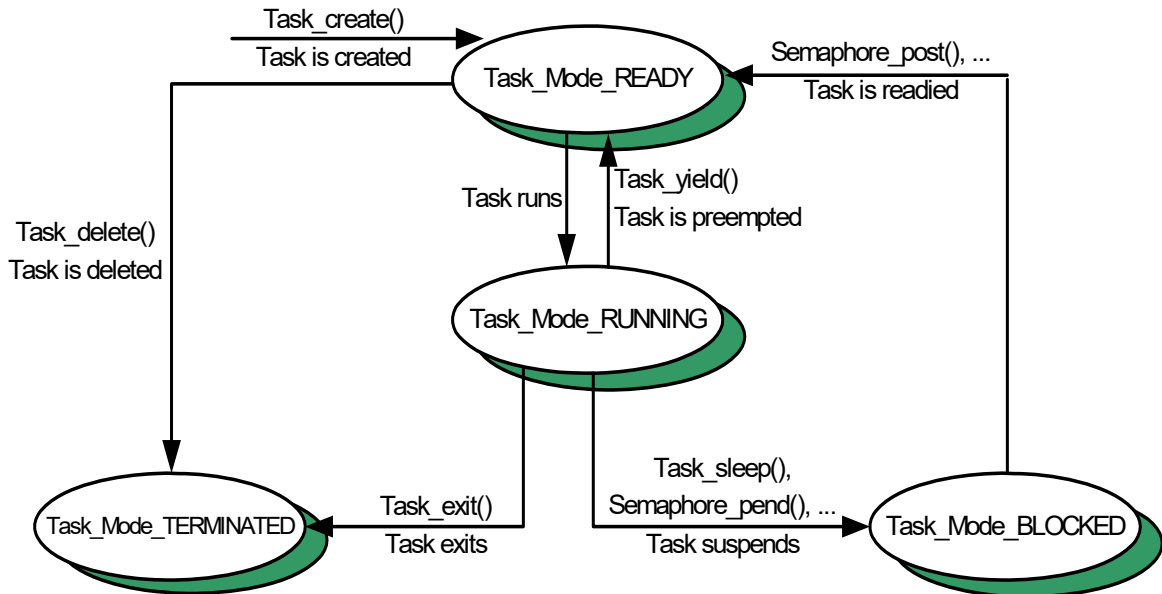 Task_create()
Task is created
Task_Mode_READY
Semaphore_post(), ...
Task is readied
Task runs
Task_yield()
Task is preempted
Task_delete()
Task is deleted
Task_Mode_RUNNING
Task_sleep(),
Semaphore_pend(), ...
Task suspends
Task_exit()
Task exits
Task_Mode_TERMINATED
Task_Mode_BLOCKED